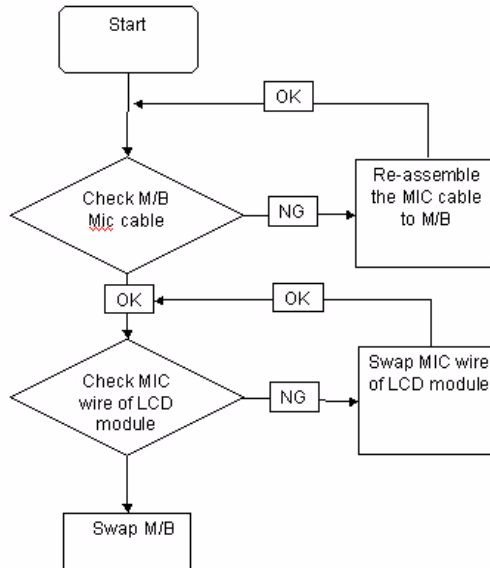 Start
OK
Check M/B
Mic cable
NG
Re-assemble
the MIC cable
to M/B
OK
OK
Check MIC
wire of LCD
module
NG
Swap MIC wire
of LCD module
Swap M/B